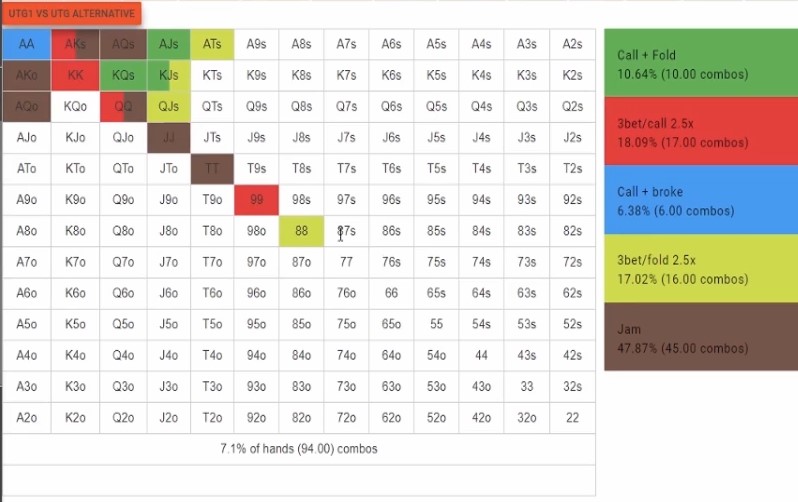 UTG1 VS UTG ALTERNATIVE
AA AKs AQs AJs ATs A9s A8s A7s A6s A5s A4s A3s A2s
AKo KK KQs KJs KTs K9s K8s K7s K6s K5s K4s K3s K2s
AQo KQo QQ QJs QTs Q9s Q8s Q7s Q6s Q5s Q4s Q3s Q2s
AJo KJo QJo JJ JTs J9s J8s J7s J6s J5s J4s J3s J2s
ATo KTo QTo JTo TT T9s T8s T7s T6s T5s T4s T3s T2s
A9o K9o Q9o J9o T9o 99 98s 97s 96s 95s 94s 93s 92s
A8o K8o Q8o J8o T8o 98o 88 87s 86s 85s 84s 83s 82s
A7o K7o Q7o J7o T7o 97o 87o 77 76s 75s 74s 73s 72s
A6o K6o Q6o J6o T6o 96o 86o 76o 66 65s 64s 63s 62s
A5o K5o Q5o J5o T5o 95o 85o 75o 65o 55 54s 53s 52s
A4o K4o Q4o J4o T4o 94o 84o 74o 64o 54o 44 43s 42s
A3o K3o Q3o J3o T3o 93o 83o 73o 63o 53o 43o 33 32s
A2o K2o Q2o J2o T2o 92o 82o 72o 62o 52o 42o 32o 22
7.1% of hands (94.00) combos
Call + Fold
10.64% (10.00 combos)
3bet/call 2.5x
18.09% (17.00 combos)
Call + broke
6.38% (6.00 combos)
3bet/fold 2.5x
17.02% (16.00 combos)
Jam
47.87% (45.00 combos)